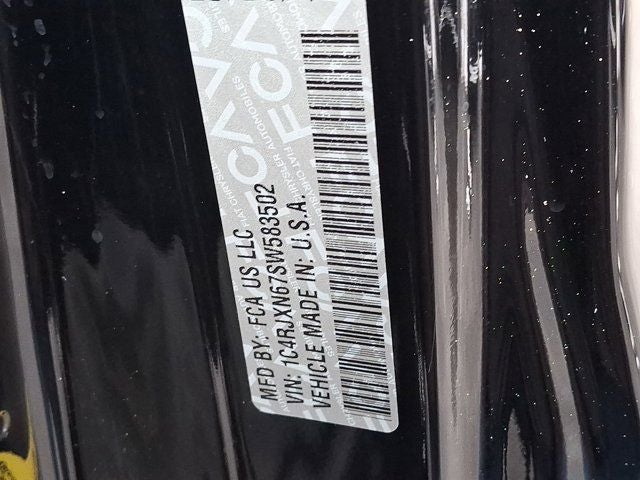 MFD BY: FCA US LLC
VIN: 1C4RJXN67SW583502
VEHICLE MADE IN: U.S.A.